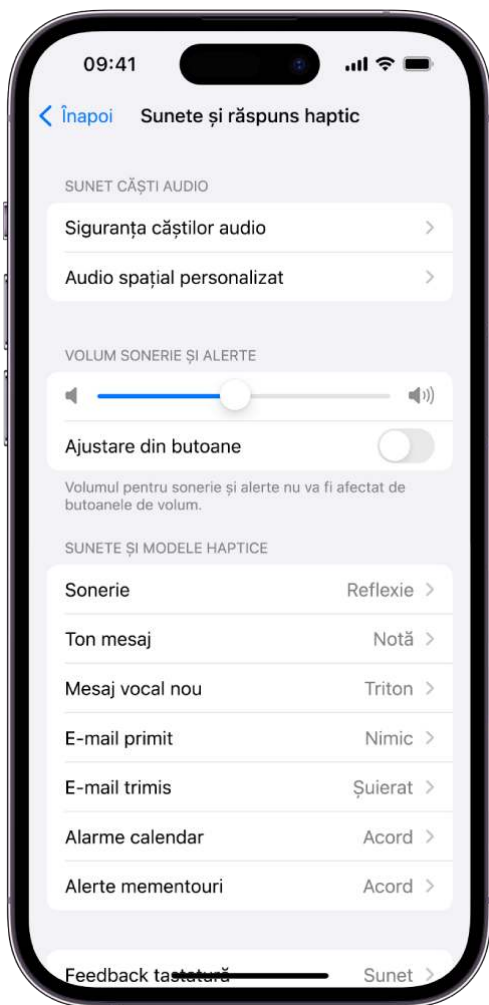 09:41
Înapoi Sunete și răspuns haptic
SUNET CĂȘTI AUDIO
Siguranța căștilor audio
Audio spațial personalizat
VOLUM SONERIE ȘI ALERTE
Ajustare din butoane
Volumul pentru sonerie și alerte nu va fi afectat de
butoanele de volum.
SUNETE ȘI MODELE HAPTICE
Sonerie Reflexie
Ton mesaj Notă
Mesaj vocal nou Triton
E-mail primit Nimic
E-mail trimis Șuierat
Alarme calendar Acord
Alerte mementouri Acord
Feedback tastatură Sunet